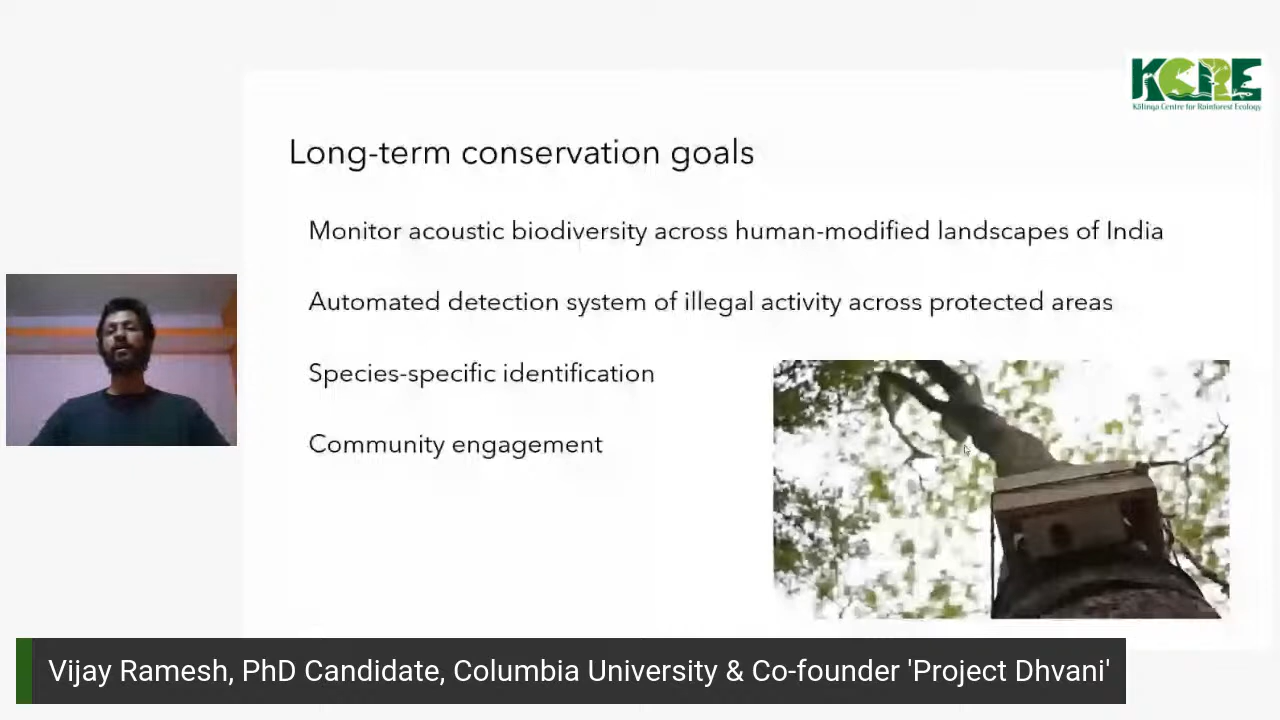 KCRE
Kalinga Centre for Rainforest Ecology
Long-term conservation goals
Monitor acoustic biodiversity across human-modified landscapes of India
Automated detection system of illegal activity across protected areas
Species-specific identification
Community engagement
Vijay Ramesh, PhD Candidate, Columbia University & Co-founder 'Project Dhvani'